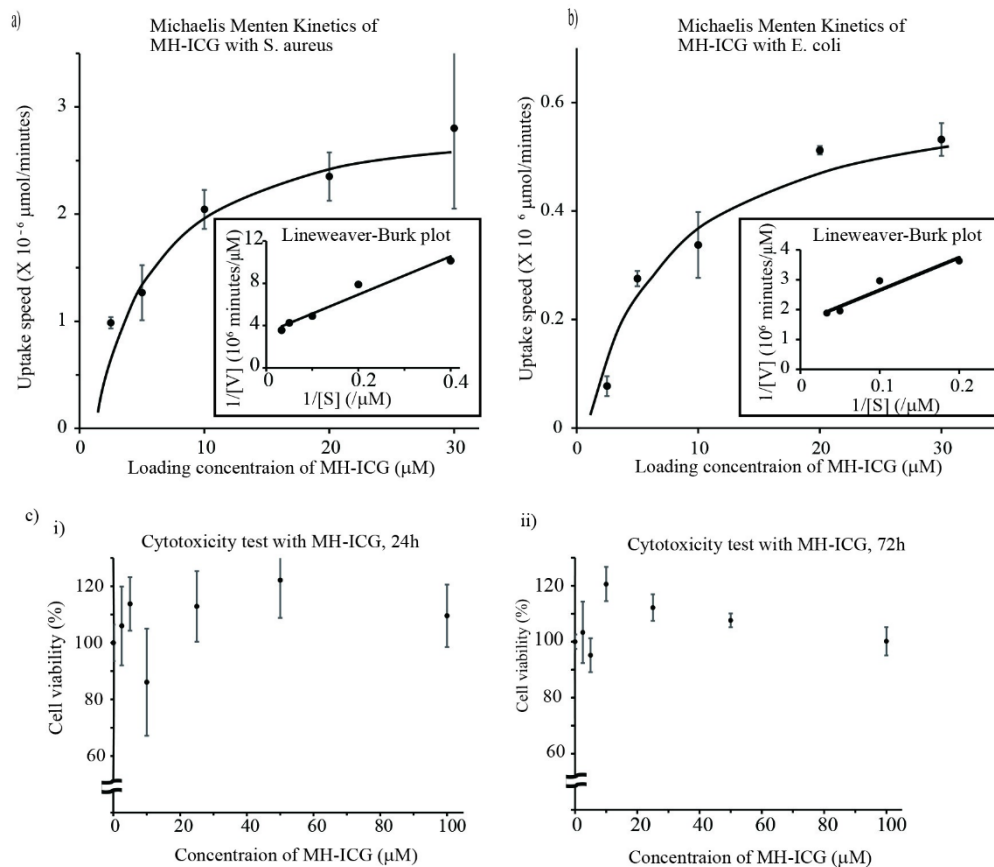 a)
Michaelis Menten Kinetics of
MH-ICG with S. aureus
Uptake speed (X 10⁻⁶ μmol/minutes)
3
2
1
0
Lineweaver-Burk plot
1/[V] (10⁶ minutes/μM)
12
8
4
0
0
0.2
0.4
1/[S] (/μM)
10
20
30
Loading concentraion of MH-ICG (μM)
b)
Michaelis Menten Kinetics of
MH-ICG with E. coli
Uptake speed (X 10 ⁶ μmol/minutes)
0.6
0.4
0.2
0
Lineweaver-Burk plot
1/[V] (10⁶ minutes/μM)
4
3
2
1
0
0
0.1
0.2
1/[S] (/μM)
0
10
20
30
Loading concentraion of MH-ICG (μM)
c)
i)
Cytotoxicity test with MH-ICG, 24h
Cell viability (%)
120
100
80
60
0
20
40
60
80
100
Concentraion of MH-ICG (μM)
ii)
Cytotoxicity test with MH-ICG, 72h
Cell viability (%)
120
100
80
60
0
20
40
60
80
100
Concentraion of MH-ICG (μM)